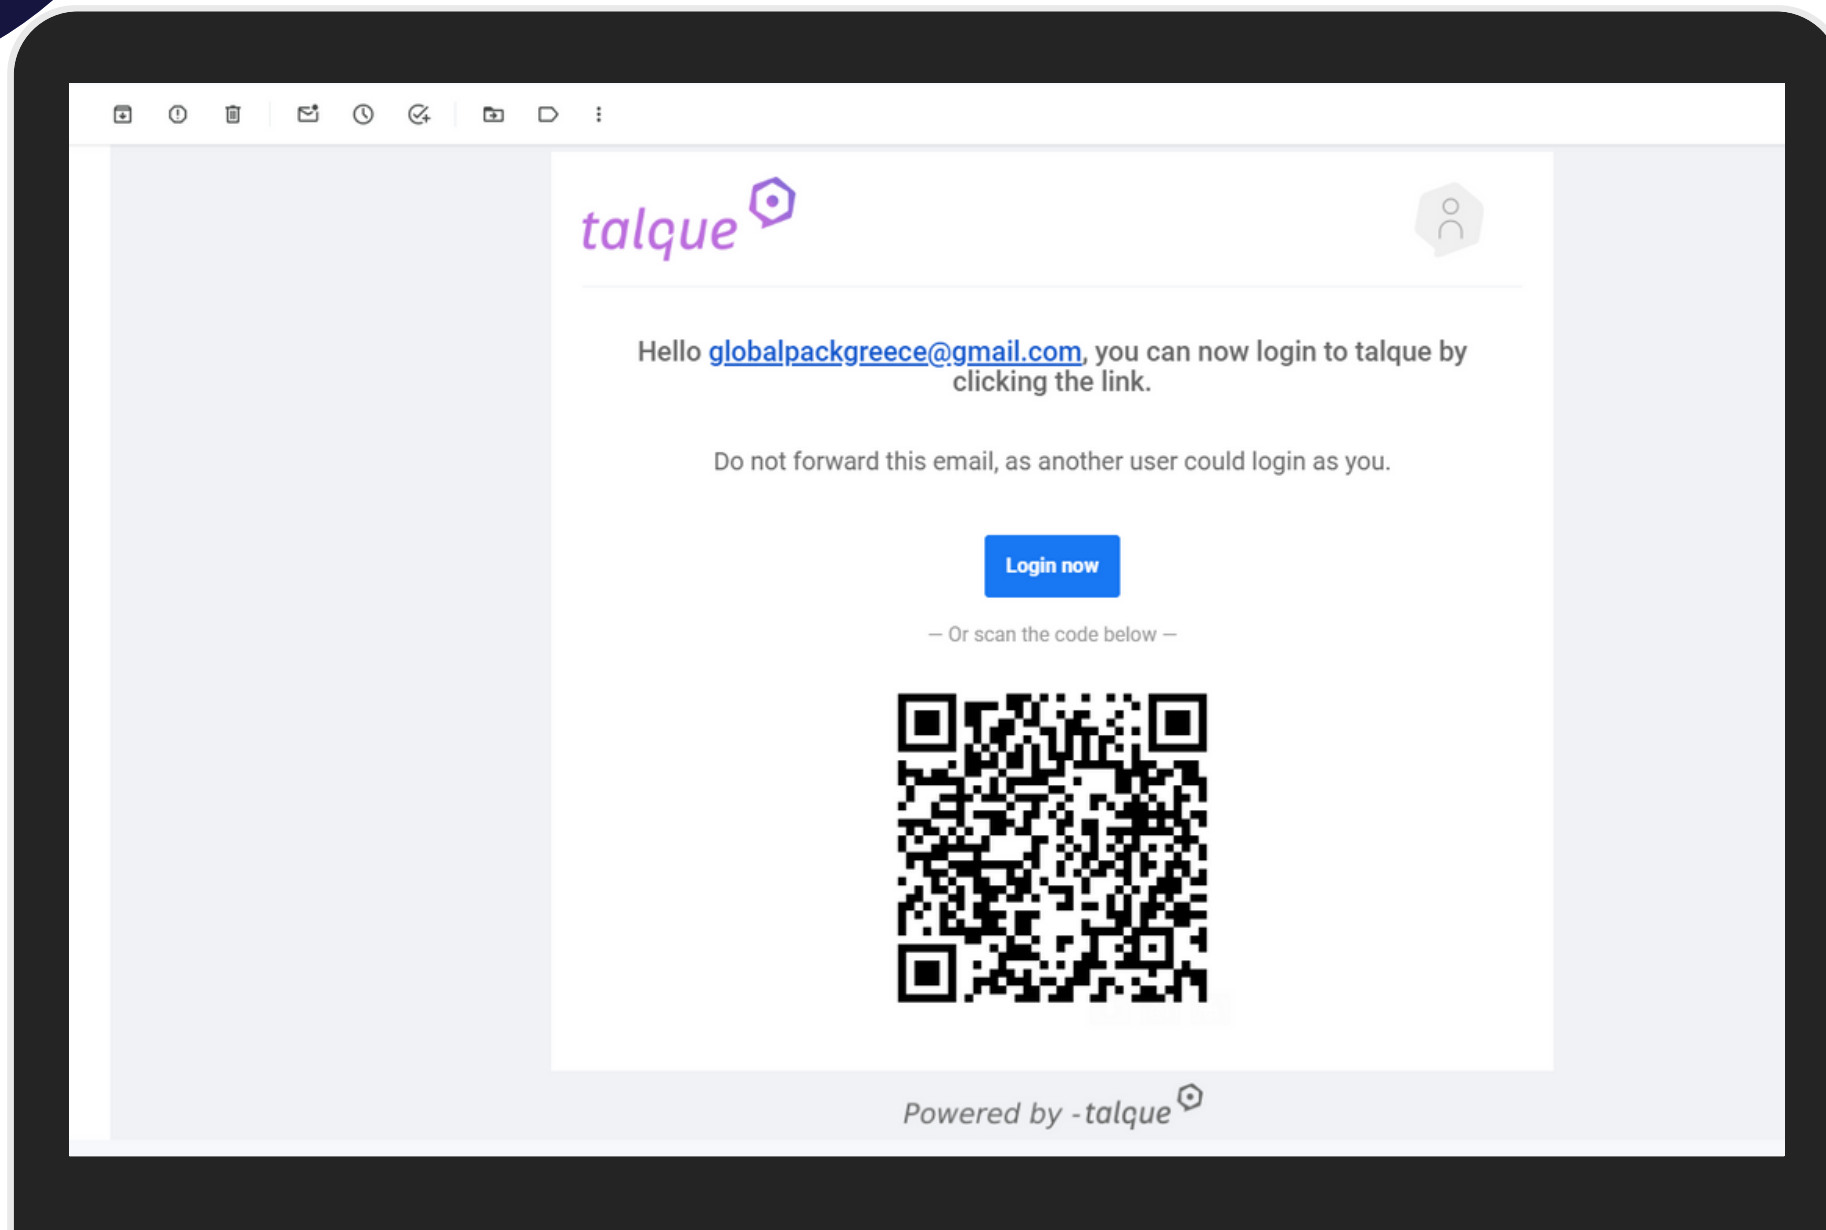 talque
Hello globalpackgreece@gmail.com, you can now login to talque by
clicking the link.
Do not forward this email, as another user could login as you.
Login now
— Or scan the code below —
Powered by - talque